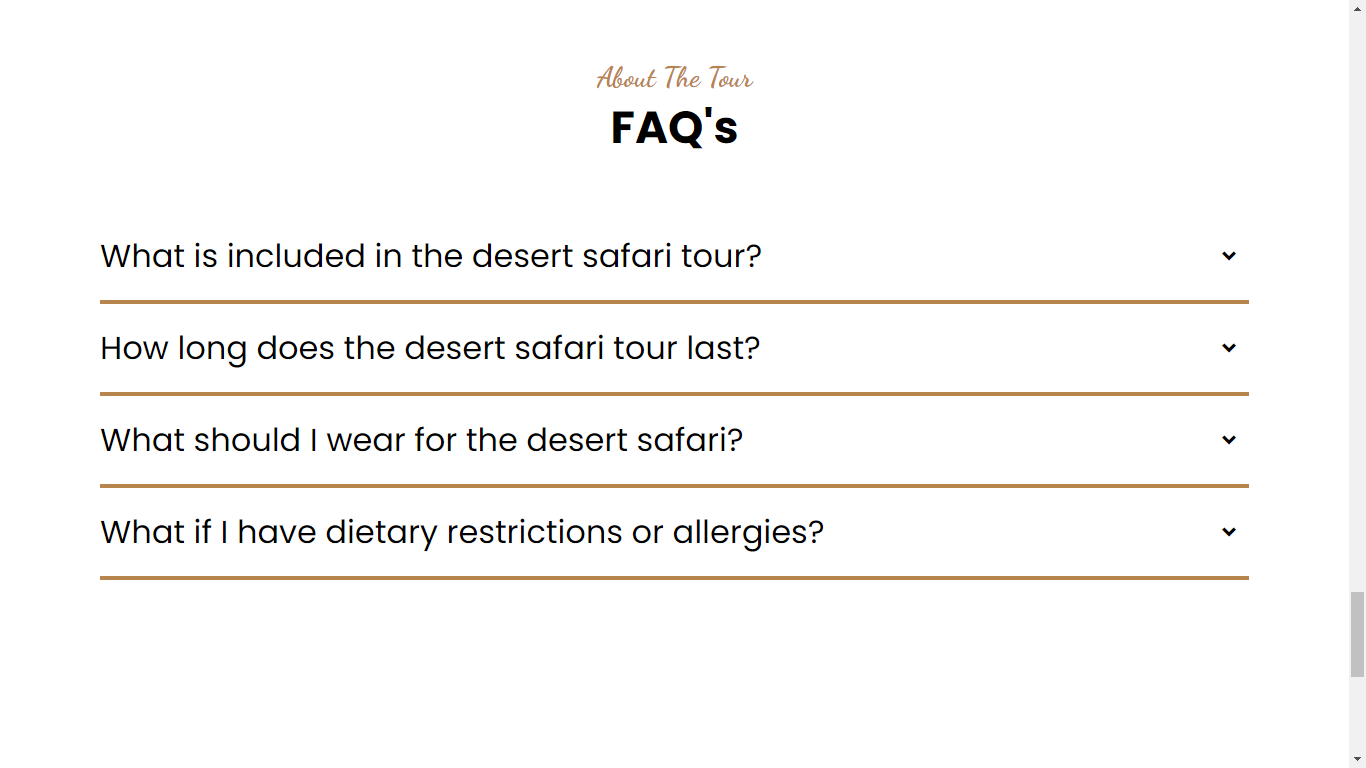 About The Tour
FAQ's
What is included in the desert safari tour?
How long does the desert safari tour last?
What should I wear for the desert safari?
What if I have dietary restrictions or allergies?